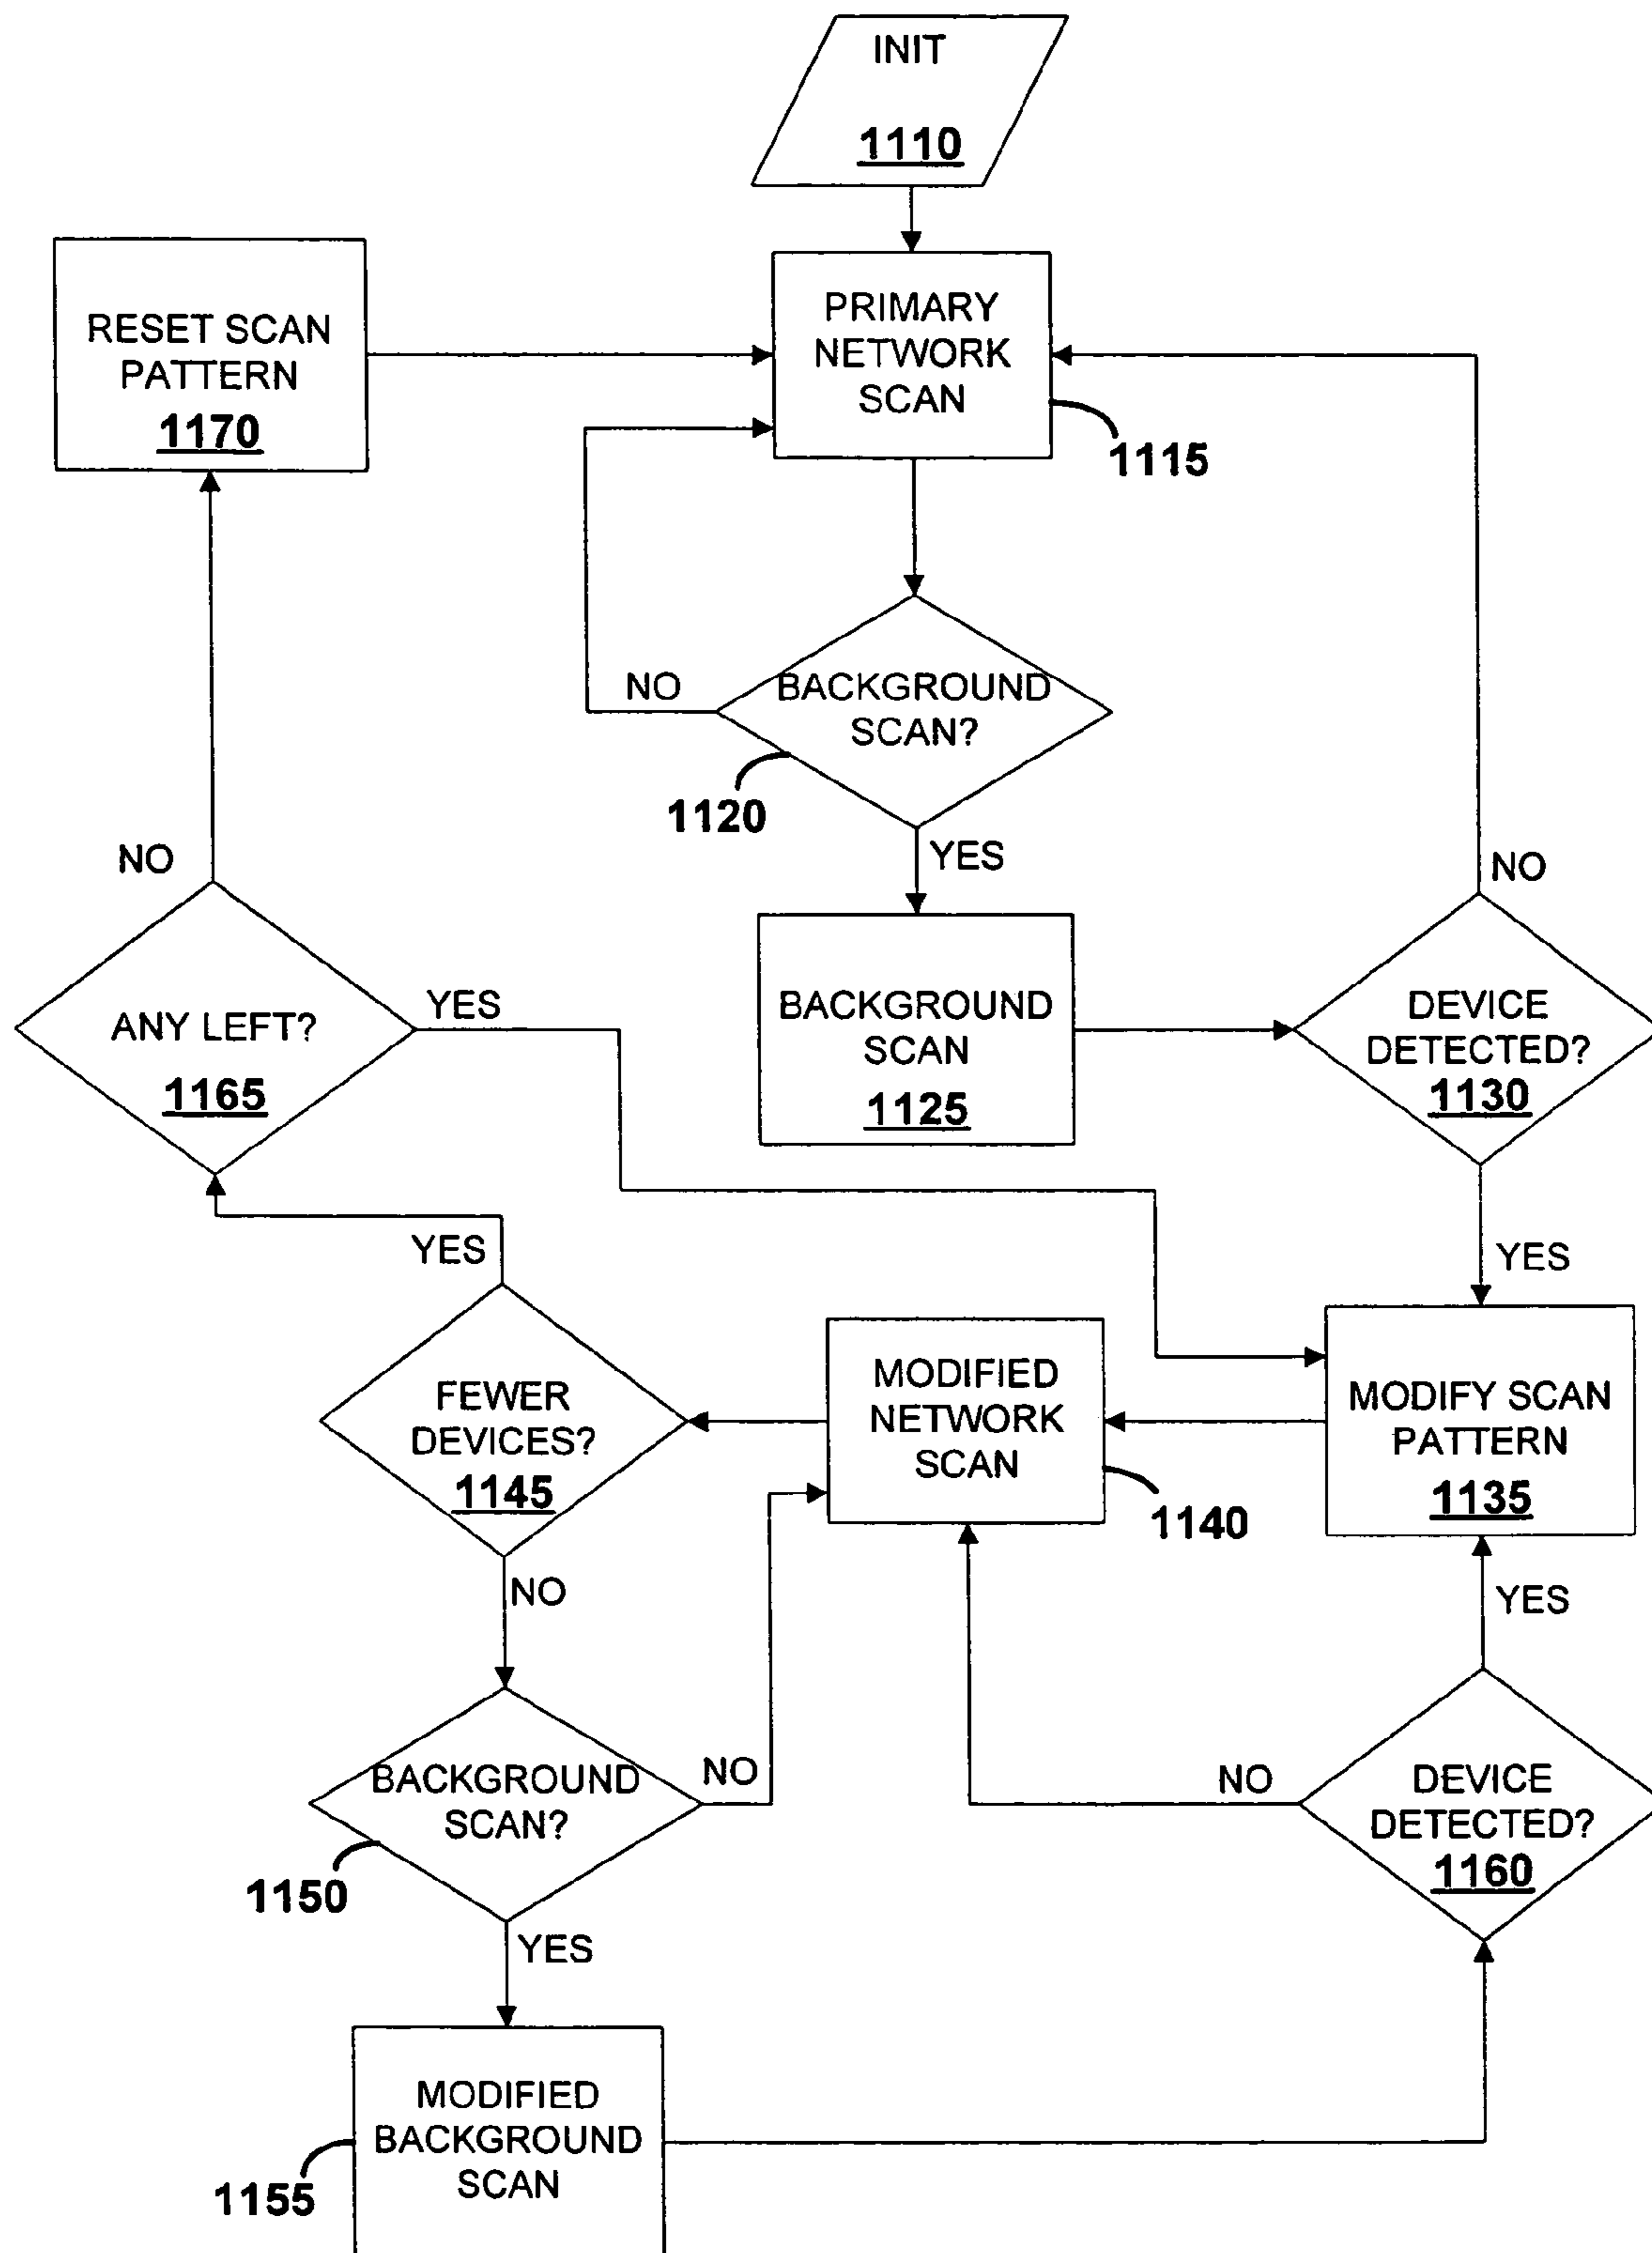 INIT
1110
RESET SCAN
PATTERN
1170
PRIMARY
NETWORK
SCAN
1115
NO
BACKGROUND
SCAN?
1120
YES
NO
NO
ANY LEFT?
1165
YES
BACKGROUND
SCAN
1125
DEVICE
DETECTED?
1130
YES
YES
FEWER
DEVICES?
1145
MODIFIED
NETWORK
SCAN
1140
MODIFY SCAN
PATTERN
1135
NO
YES
BACKGROUND
SCAN?
1150
NO
NO
DEVICE
DETECTED?
1160
YES
MODIFIED
BACKGROUND
SCAN
1155